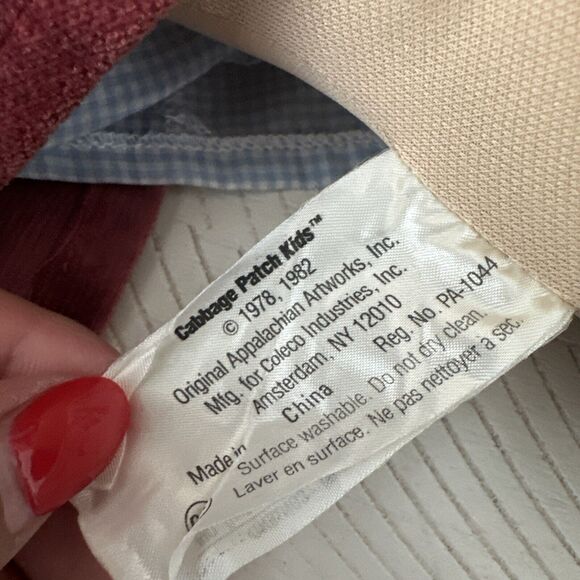 Cabbage Patch Kids™
© 1978, 1982
Original Appalachian Artworks, Inc.
Mfg. for Coleco Industries, Inc.
Amsterdam, NY 12010
Made in China Reg. No. PA-1044
Surface washable. Do not dry clean.
Laver en surface. Ne pas nettoyer a sec.